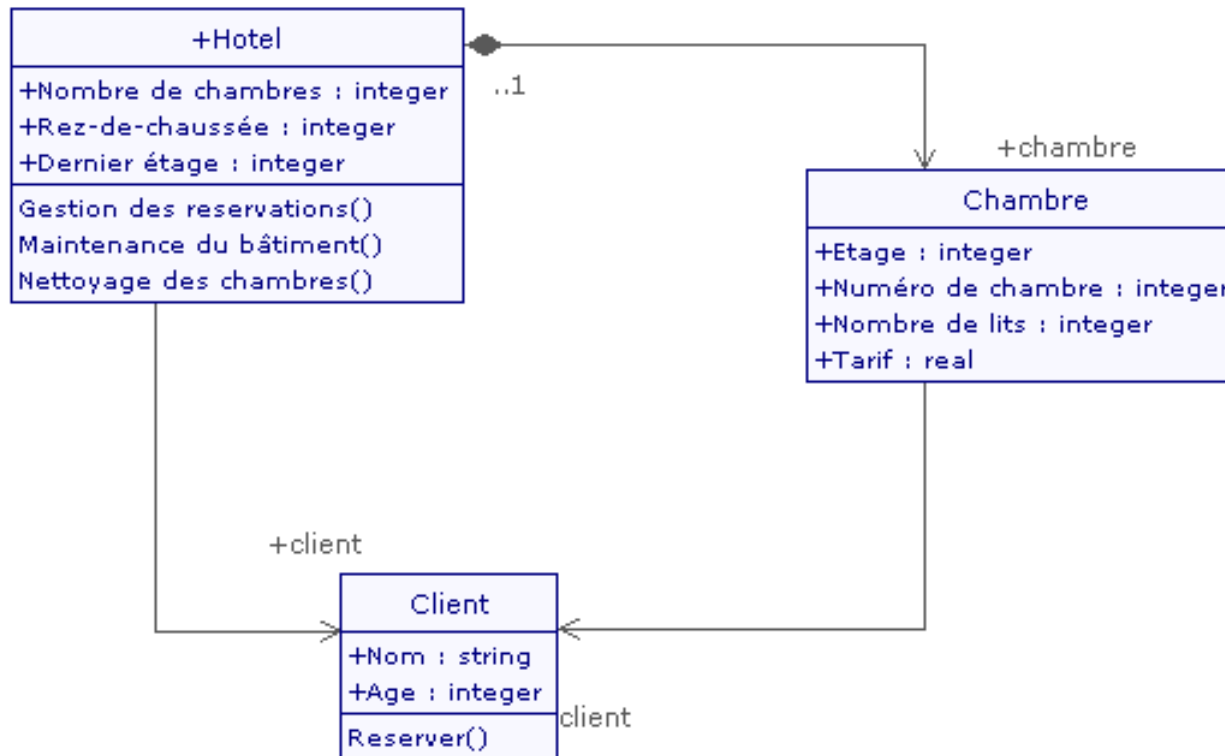 +Hotel
+Nombre de chambres : integer
+Rez-de-chaussée : integer
+Dernier étage : integer
Gestion des reservations()
Maintenance du bâtiment()
Nettoyage des chambres()
..1
+chambre
Chambre
+Etage : integer
+Numéro de chambre : integer
+Nombre de lits : integer
+Tarif : real
+client
Client
+Nom : string
+Age : integer
client
Reserver()